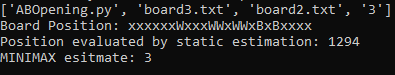 ['ABOpening.py', 'board3.txt', 'board2.txt', '3']
Board Position: xxxxxxWxxxWWxWWxBxBxxxx
Position evaluated by static estimation: 1294
MINIMAX esitmate: 3